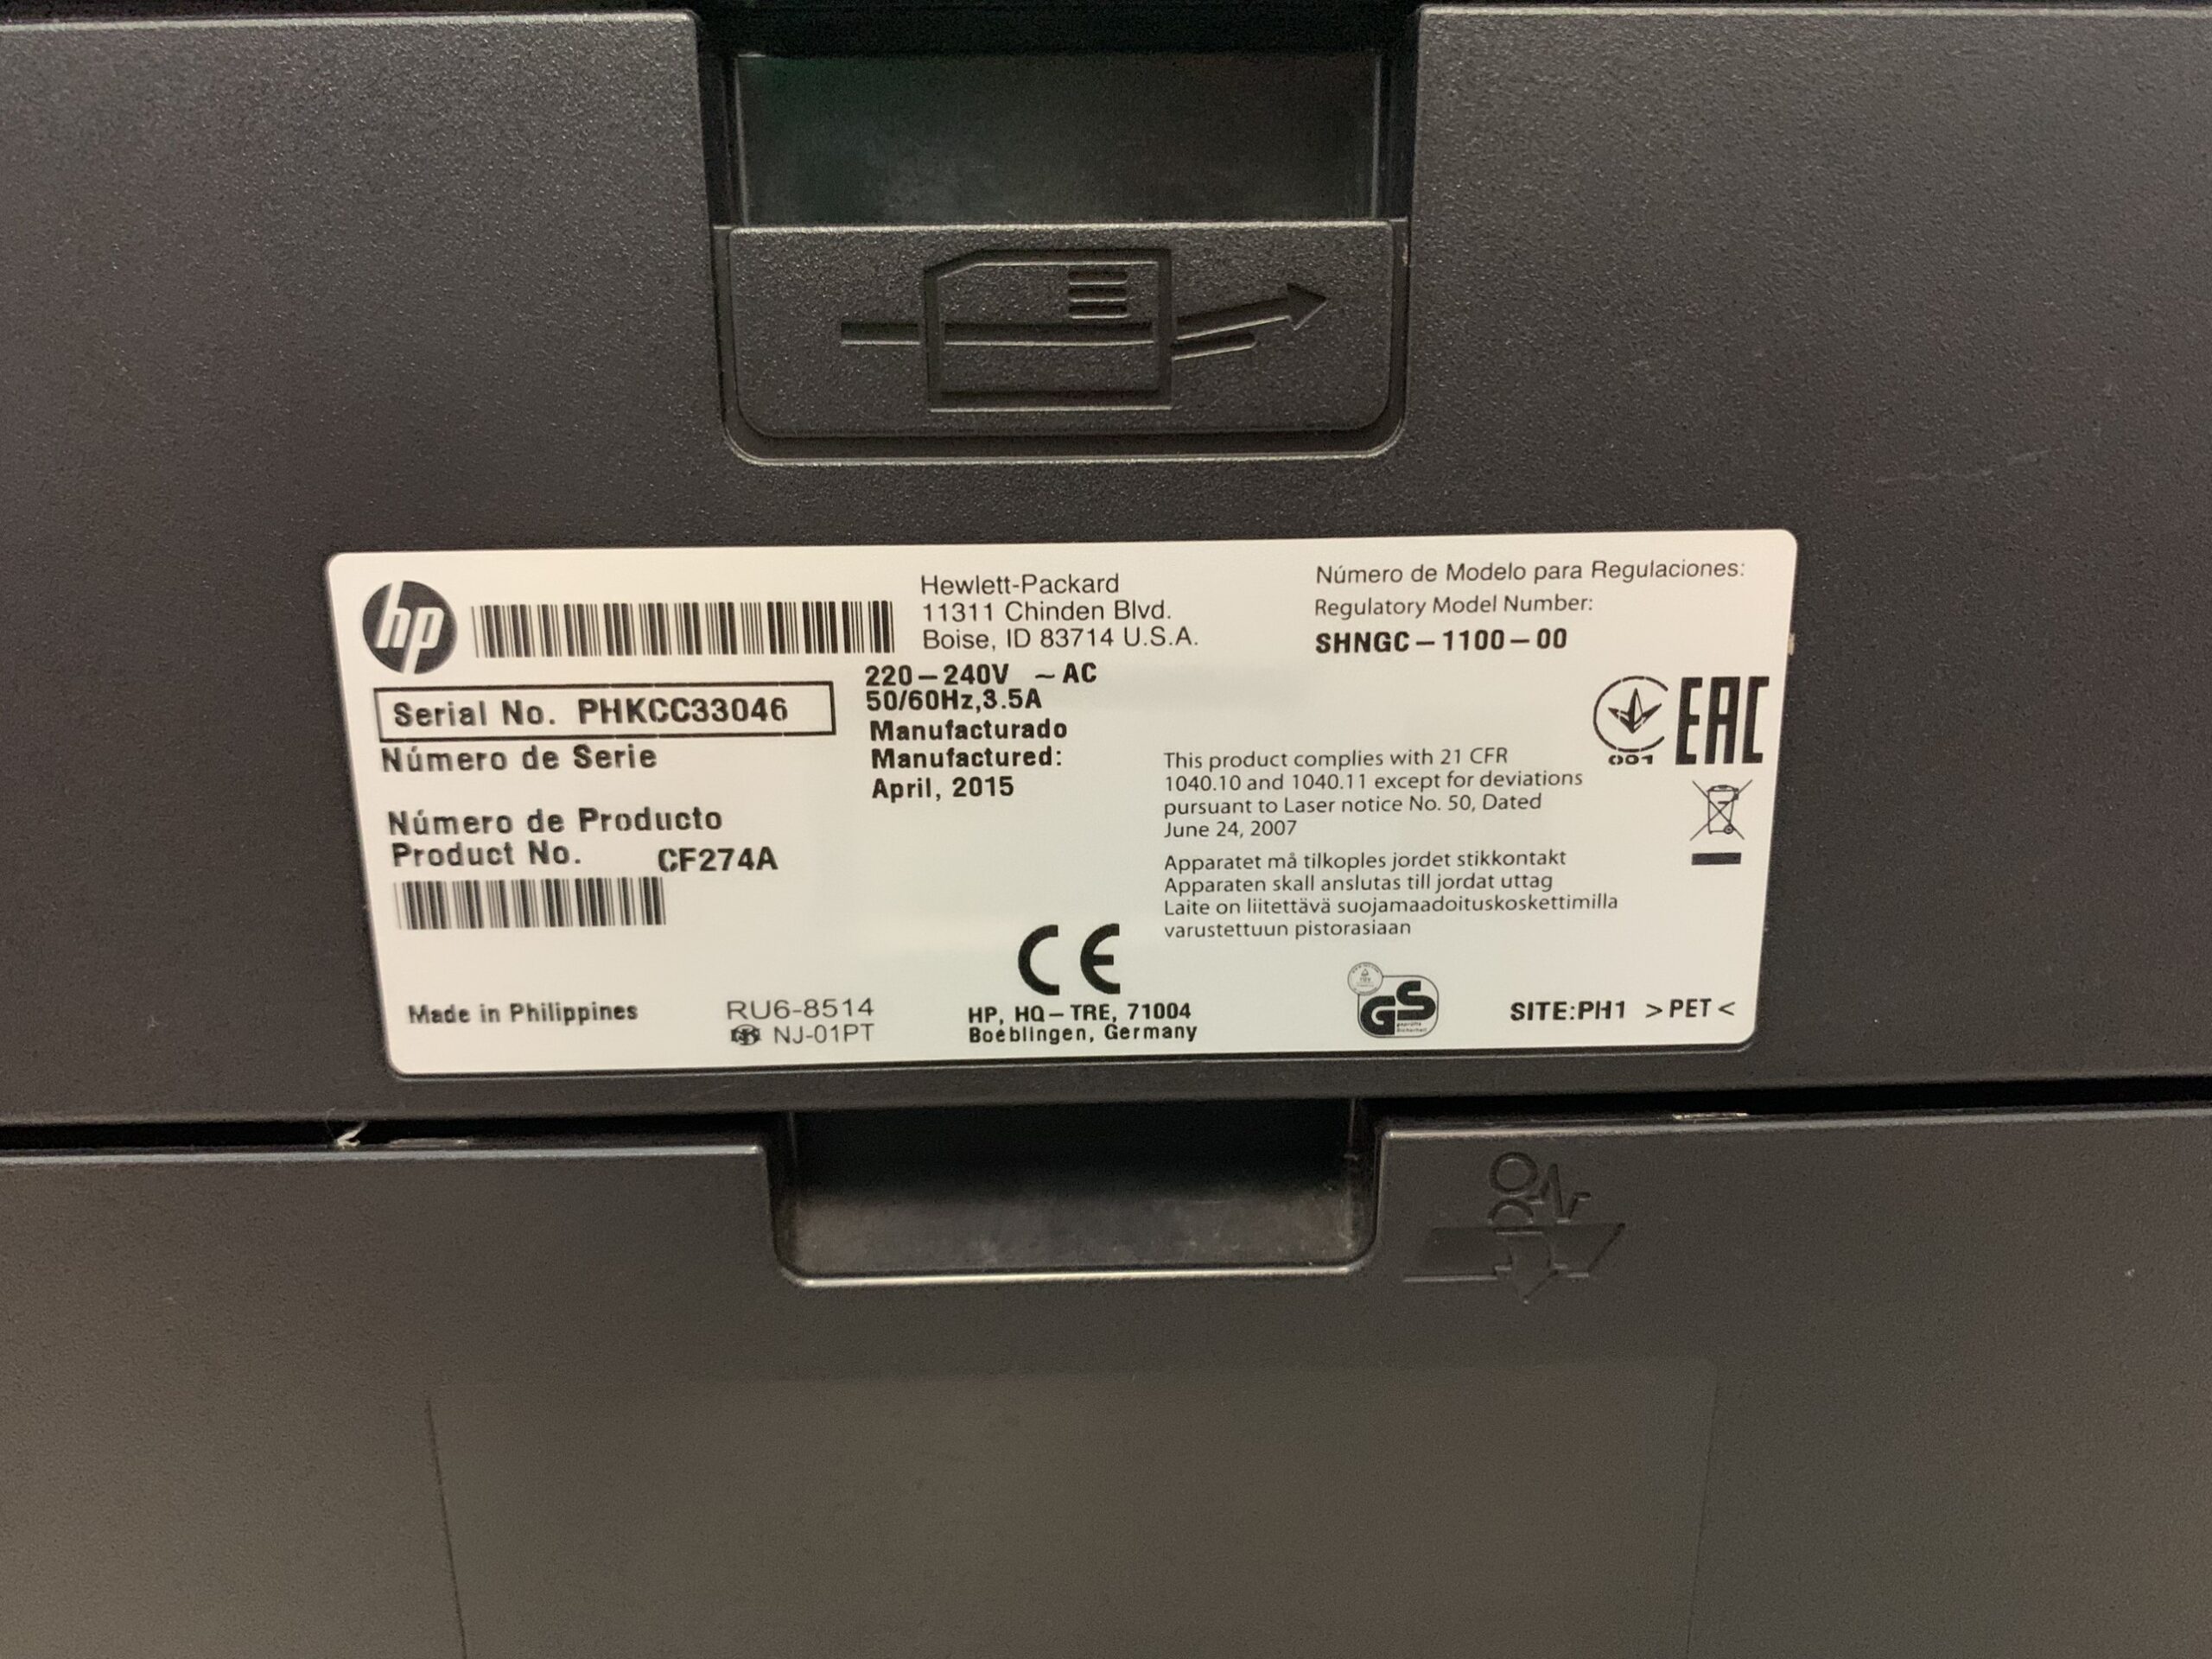 hp
Hewlett-Packard
11311 Chinden Blvd.
Boise, ID 83714 U.S.A.
Número de Modelo para Regulaciones:
Regulatory Model Number:
SHNGC-1100-00
Serial No. PHKCC33046
Número de Serie
220-240V ~ AC
50/60Hz,3.5A
Manufacturado
Manufactured:
April, 2015
Número de Producto
Product No. CF274A
001
EAC
This product complies with 21 CFR
1040.10 and 1040.11 except for deviations
pursuant to Laser notice No. 50, Dated
June 24, 2007
Apparatet må tilkoples jordet stikkontakt
Apparaten skall anslutas till jordat uttag
Laite on liitettävä suojamaadoituskoskettimilla
varustettuun pistorasiaan
Made in Philippines
RU6-8514
NJ-01PT
CE
HP, HQ-TRE, 71004
Boeblingen, Germany
GS
geprüfte
Sicherheit
SITE:PH1 >PET<